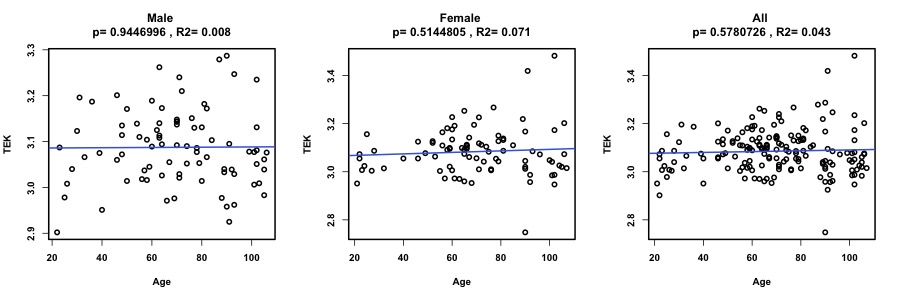 Male
p= 0.9446996 , R2= 0.008
TEK
3.3
3.2
3.1
3.0
2.9
20 40 60 80 100
Age
Female
p= 0.5144805 , R2= 0.071
TEK
3.4
3.2
3.0
2.8
20 40 60 80 100
Age
All
p= 0.5780726 , R2= 0.043
TEK
3.4
3.2
3.0
2.8
20 40 60 80 100
Age